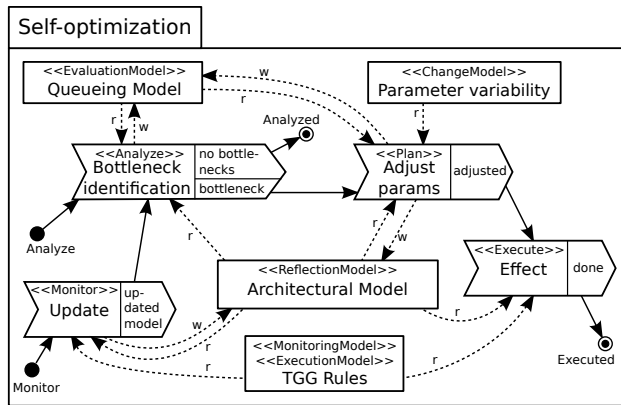 Self-optimization
<<EvaluationModel>>
Queueing Model
<<ChangeModel>>
Parameter variability
w
r
r
w
r
Analyzed
<<Analyze>>
Bottleneck
identification
no bottle-
necks
bottleneck
<<Plan>>
Adjust
params
adjusted
Analyze
r
r
w
<<ReflectionModel>>
Architectural Model
<<Execute>>
Effect
done
<<Monitor>>
Update
up-
dated
model
w
r
r
<<MonitoringModel>>
<<ExecutionModel>>
TGG Rules
r
r
Monitor
Executed